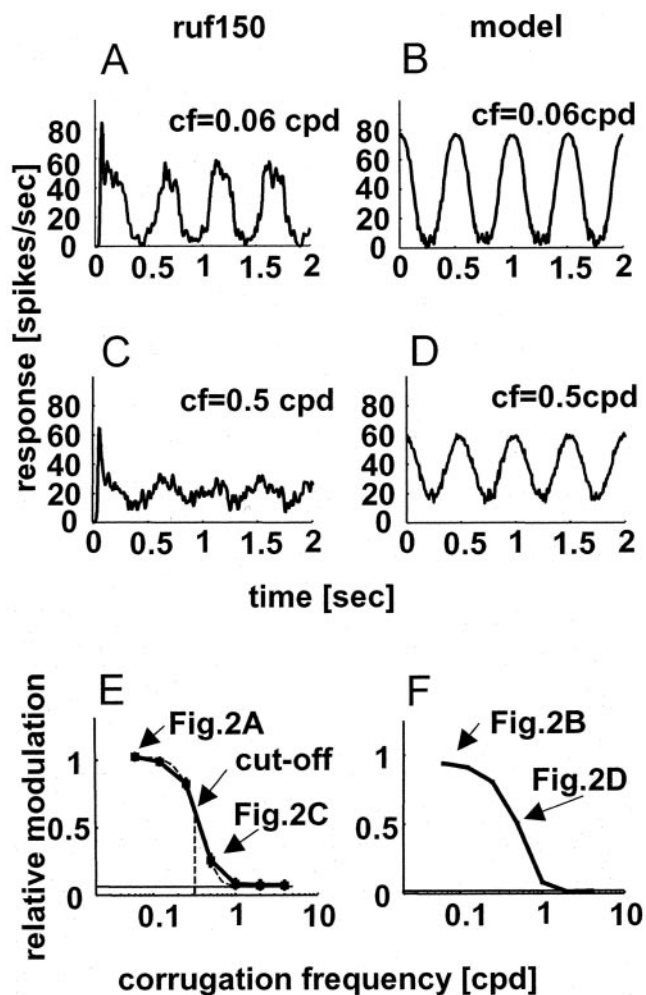 ruf150 model
A B
cf=0.06 cpd cf=0.06cpd
80 80
60 60
40 40
20 20
0 0
0 0.5 1 1.5 2 0 0.5 1 1.5 2
C D
cf=0.5 cpd cf=0.5cpd
80 80
60 60
40 40
20 20
0 0
0 0.5 1 1.5 2 0 0.5 1 1.5 2
response [spikes/sec]
time [sec]
E F
Fig.2A Fig.2B
cut-off
Fig.2C Fig.2D
1 1
0.5 0.5
0 0
0.1 1 10 0.1 1 10
relative modulation
corrugation frequency [cpd]